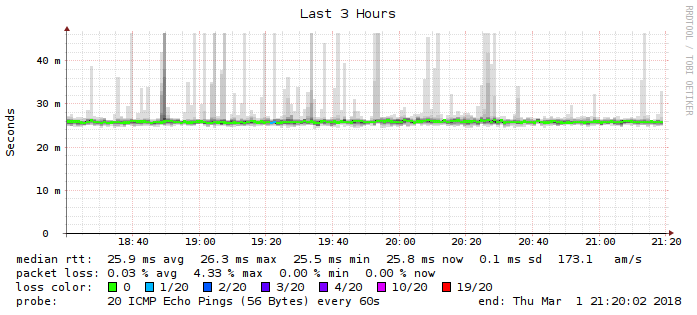 Last 3 Hours
RRDTOOL / TOBI OETIKER
Seconds
40 m
30 m
20 m
10 m
0
18:40 19:00 19:20 19:40 20:00 20:20 20:40 21:00 21:20
median rtt: 25.9 ms avg 26.3 ms max 25.5 ms min 25.8 ms now 0.1 ms sd 173.1 am/s
packet loss: 0.03 % avg 4.33 % max 0.00 % min 0.00 % now
loss color: 0 1/20 2/20 3/20 4/20 10/20 19/20
probe: 20 ICMP Echo Pings (56 Bytes) every 60s end: Thu Mar 1 21:20:02 2018